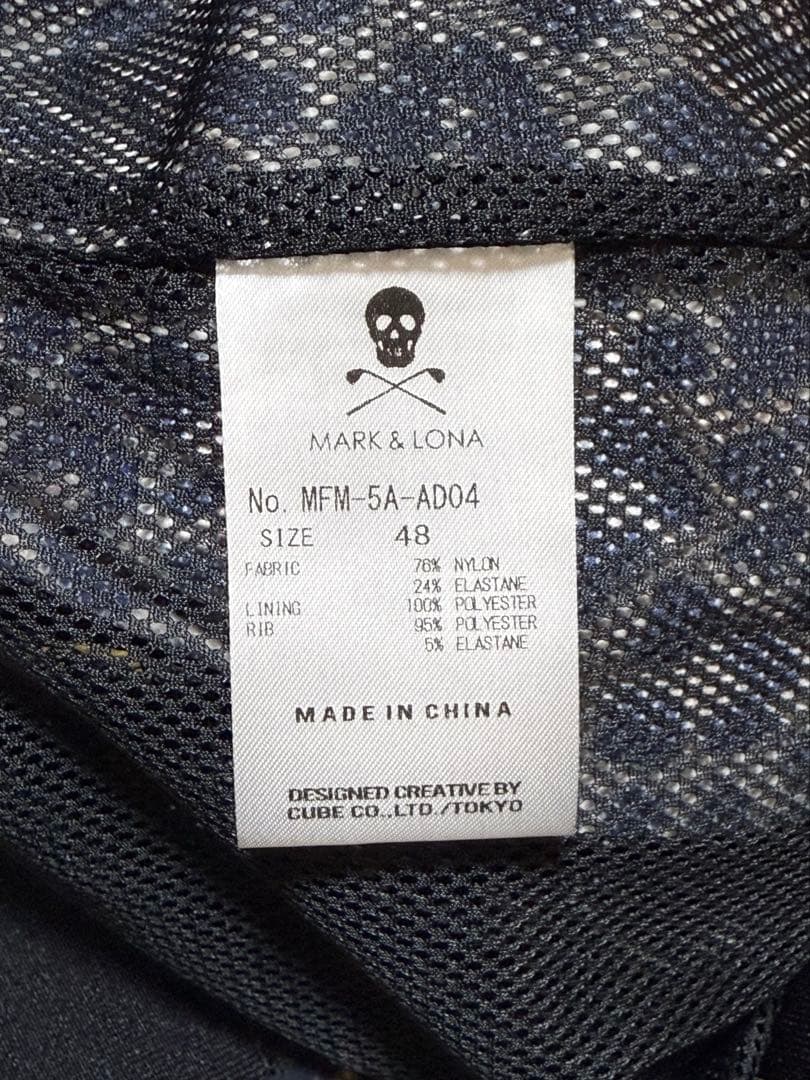 MARK & LONA
No. MFM-5A-AD04
SIZE 48
FABRIC 76% NYLON
24% ELASTANE
LINING 100% POLYESTER
RIB 95% POLYESTER
5% ELASTANE
MADE IN CHINA
DESIGNED CREATIVE BY
CUBE CO.,LTD./TOKYO